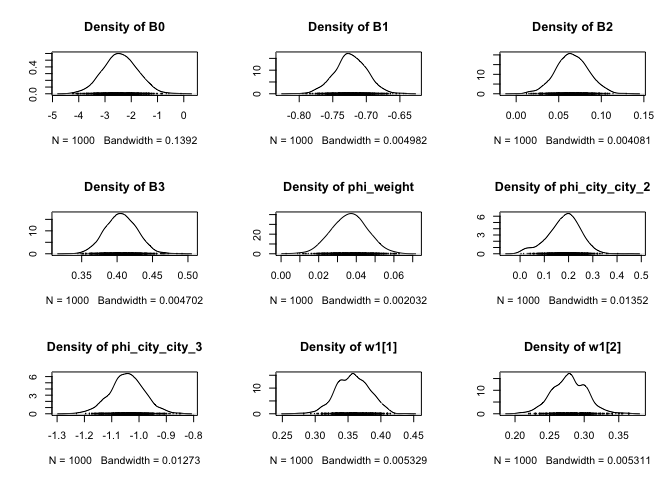 Density of B0
Density of B1
Density of B2
0.0 0.4
0 10
0 10
-5 -4 -3 -2 -1 0
-0.80 -0.75 -0.70 -0.65
0.00 0.05 0.10 0.15
N = 1000 Bandwidth = 0.1392
N = 1000 Bandwidth = 0.004982
N = 1000 Bandwidth = 0.004081
Density of B3
Density of phi_weight
Density of phi_city_city_2
0 10
0 20
0 3 6
0.35 0.40 0.45 0.50
0.00 0.02 0.04 0.06
0.0 0.1 0.2 0.3 0.4 0.5
N = 1000 Bandwidth = 0.004702
N = 1000 Bandwidth = 0.002032
N = 1000 Bandwidth = 0.01352
Density of phi_city_city_3
Density of w1[1]
Density of w1[2]
0 3 6
0 10
0 10
-1.3 -1.2 -1.1 -1.0 -0.9 -0.8
0.25 0.30 0.35 0.40 0.45
0.20 0.25 0.30 0.35
N = 1000 Bandwidth = 0.01273
N = 1000 Bandwidth = 0.005329
N = 1000 Bandwidth = 0.005311